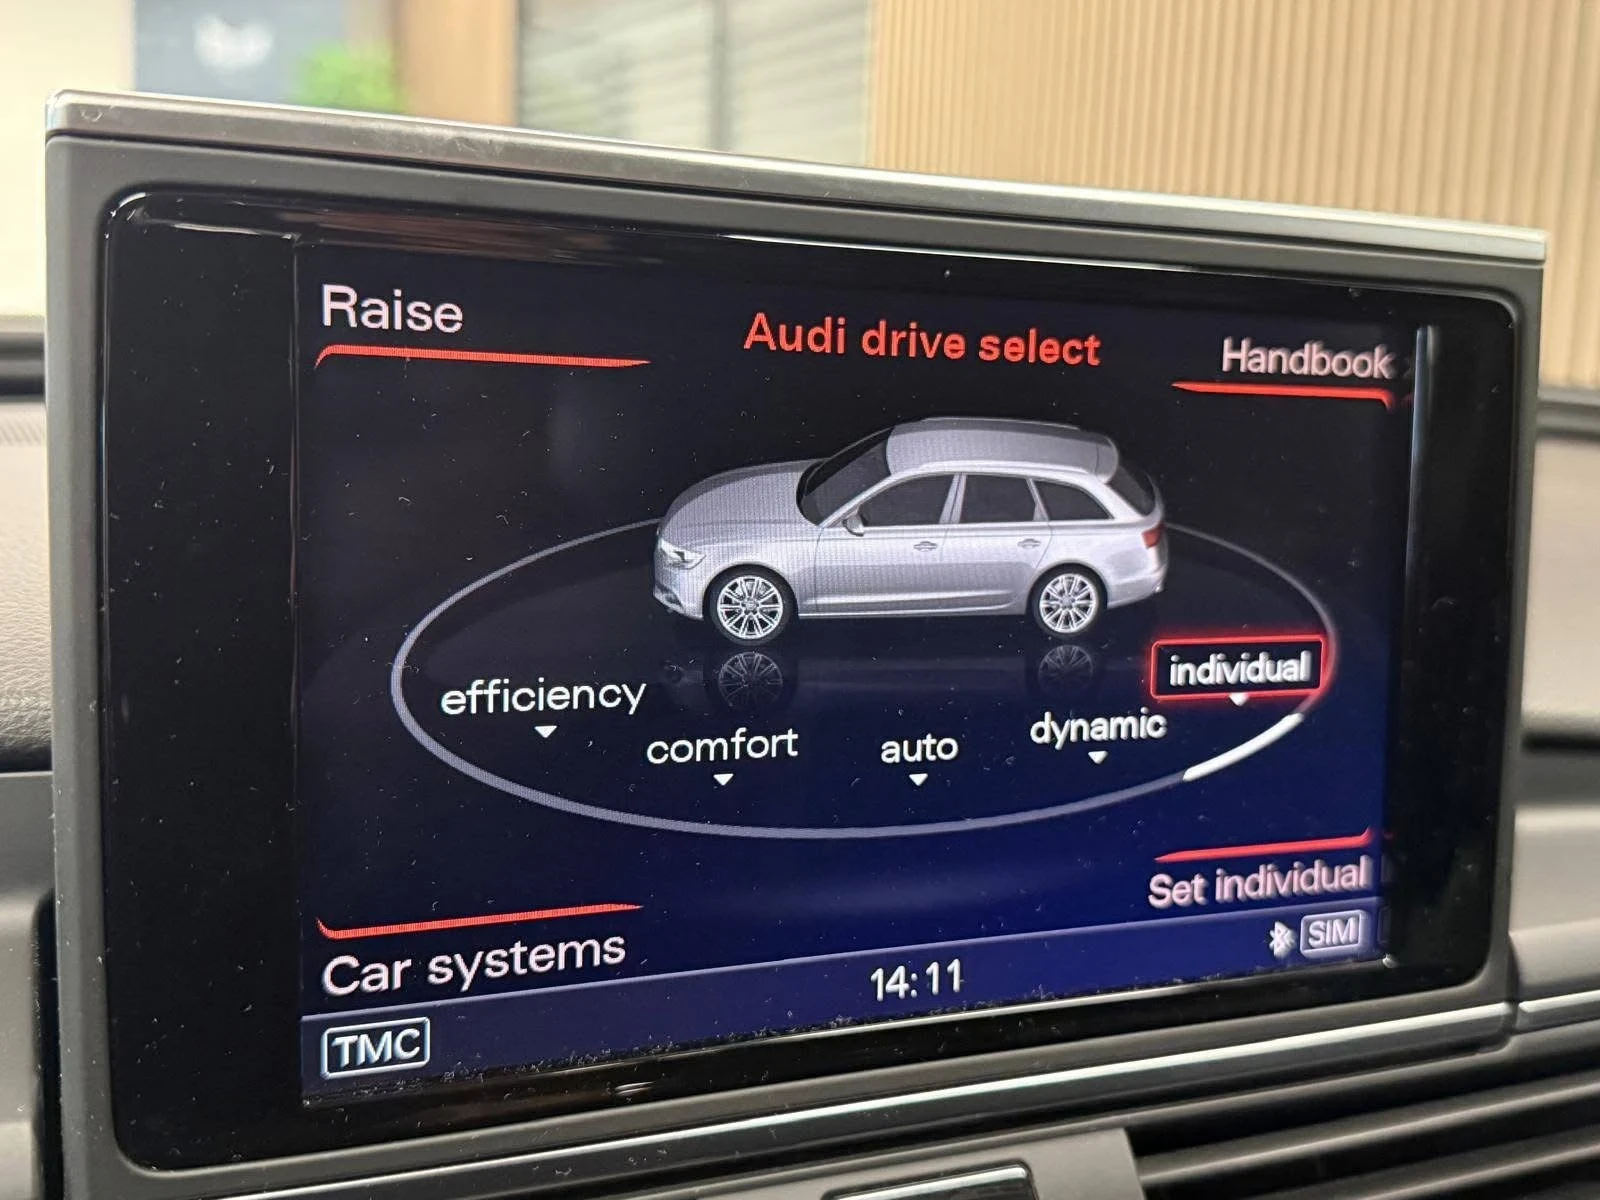 Raise
Audi drive select
Handbook
individual
efficiency
dynamic
comfort
auto
Set individual
Car systems
SIM
14:11
TMC